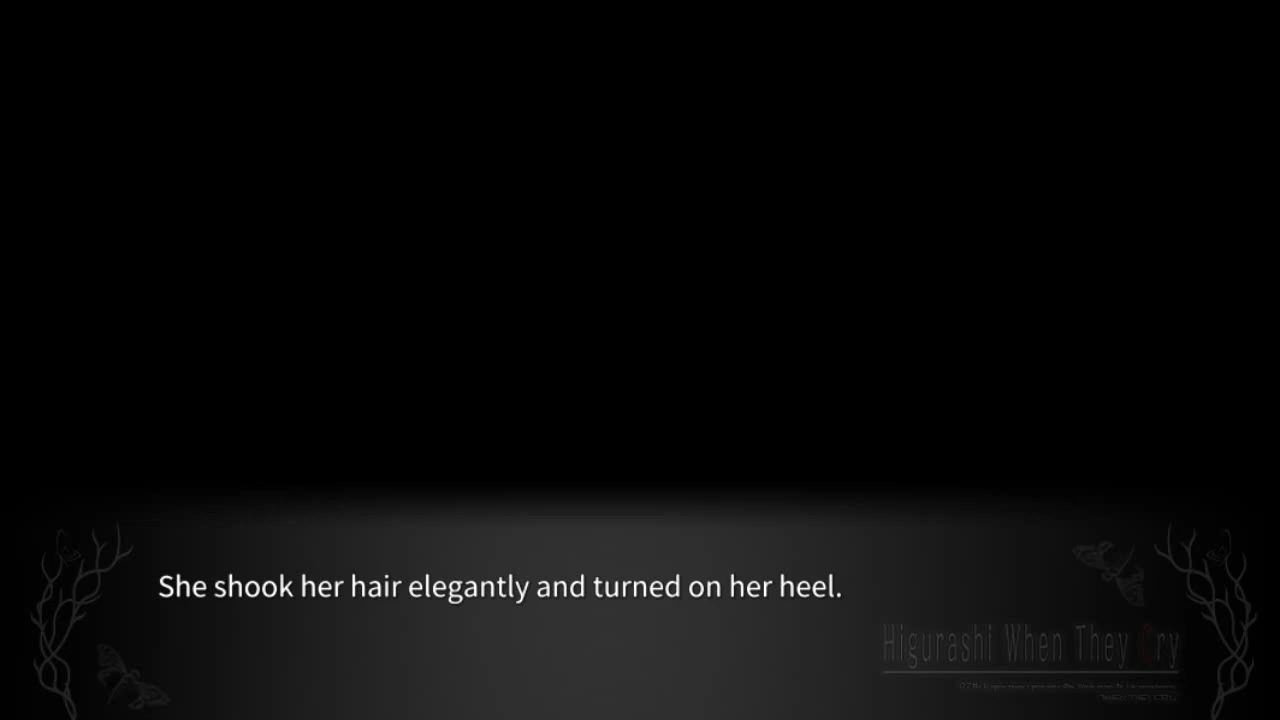 She shook her hair elegantly and turned on her heel.
Higurashi When They Cry